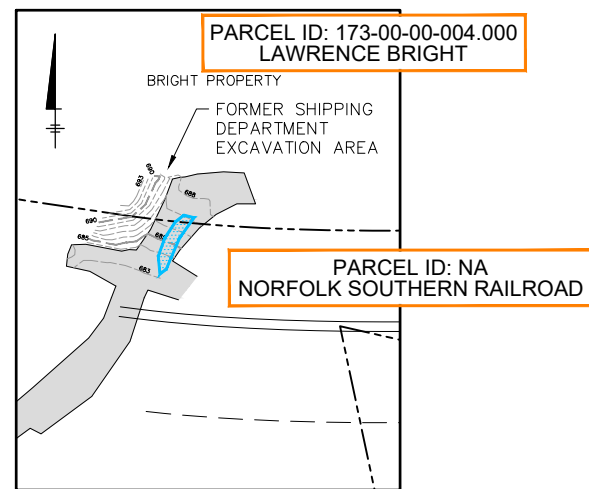 PARCEL ID: 173-00-00-004.000
LAWRENCE BRIGHT
BRIGHT PROPERTY
FORMER SHIPPING
DEPARTMENT
EXCAVATION AREA
690
693
688
690
685
683
PARCEL ID: NA
NORFOLK SOUTHERN RAILROAD